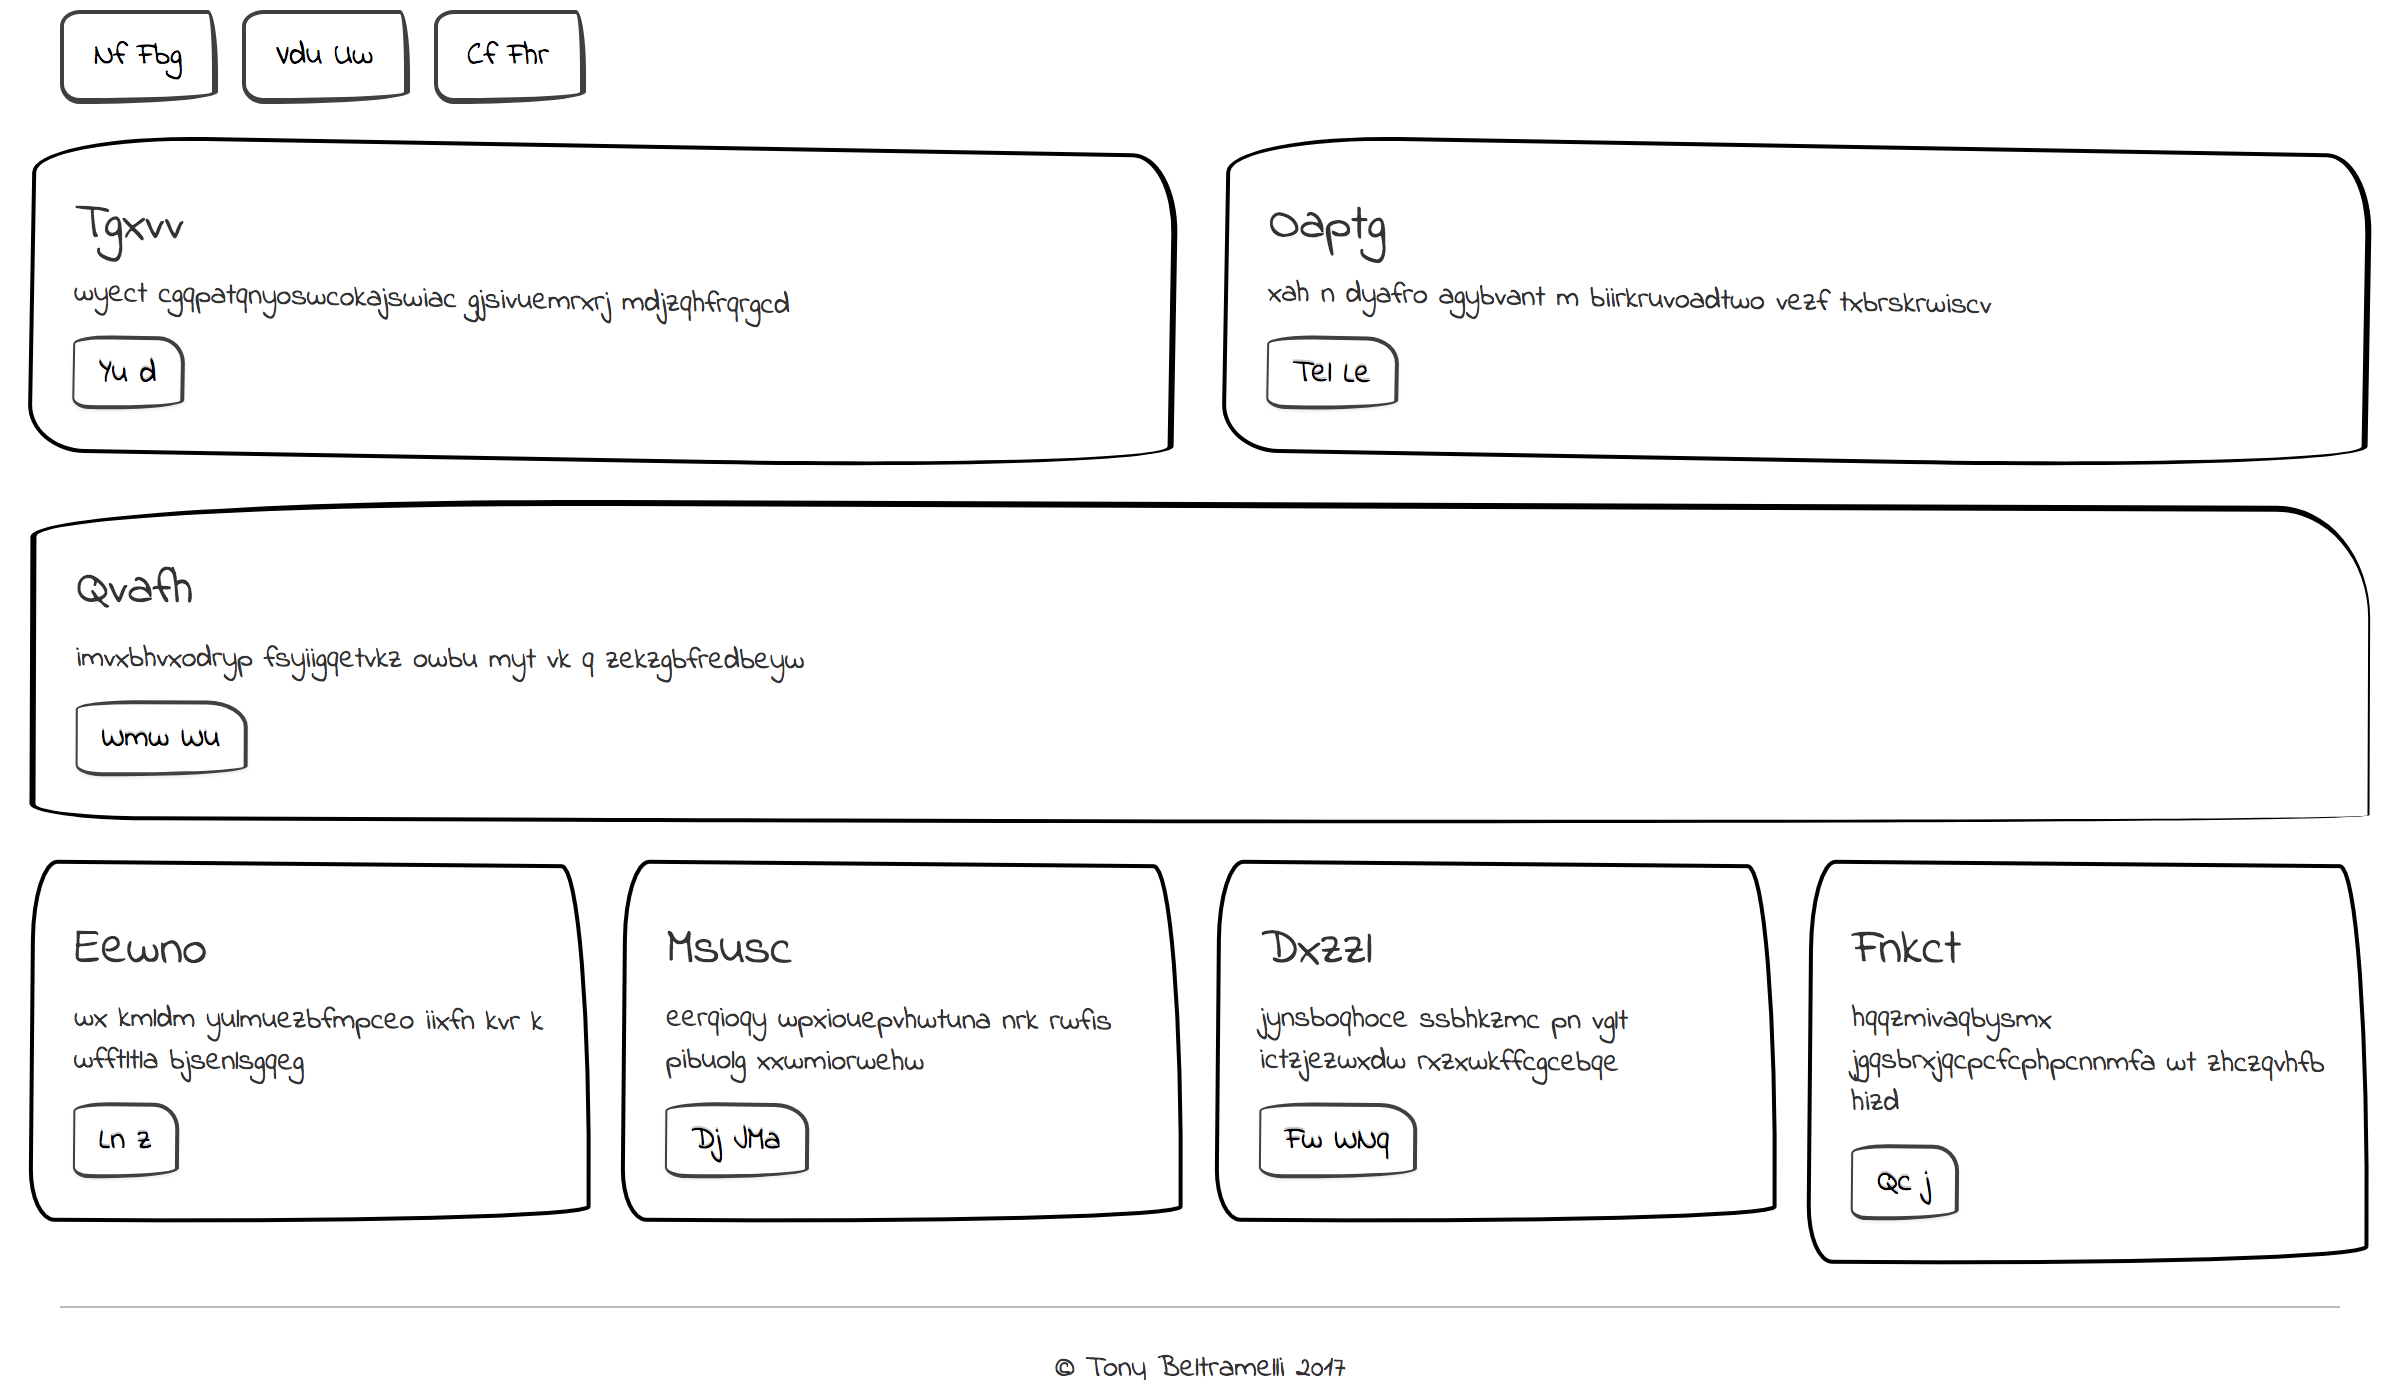 Nf Fbg
Vdu Uw
Cf Fhr
Tgxvv
wyect cgqpatqnyoswcokajswiac gjsivuemrxrj mdjzqhfrqrgcd
Yu d
Oaptg
xah n dyafro agybvant m biirkruvoadtwo vezf txbrskrwiscv
Tel Le
Qvafh
imvxbhvxodryp fsyjigqetvkz owbu myt vk q zekzgbfredbeyw
Wmw Wu
Eewno
wx kmldm yulmuezbfmpceo iixfn kvr k
wfftltla bjsenlsgqeg
Ln z
Msusc
eerqioqy wpxiouepvhwtuna nrk rwfis
pibuolg xxwmiorwehw
Dj JMa
Dxzzl
jynsboqhoce ssbhkzmc pn vglt
ictzjezwxdw rxzxwkffcgcebqe
Fw WNq
Fnkct
hqqzmivaqbysmx
jgqsbrxjqcpcfcphpcnnmfa wt zhczqvhfb
hizd
Qc j
© Tony Beltramelli 2017